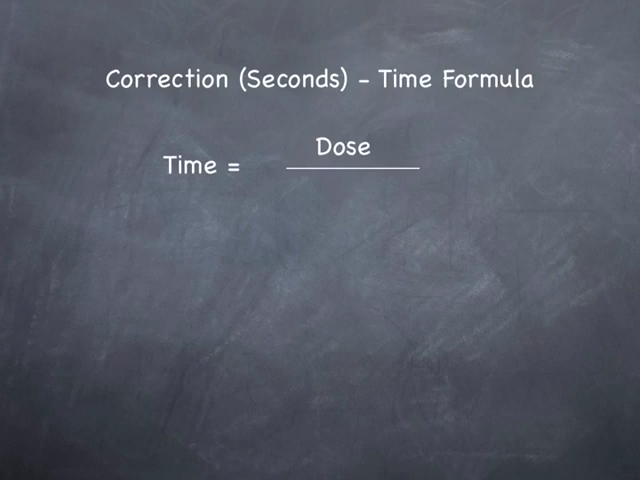 Correction (Seconds) - Time Formula
Dose
Time =